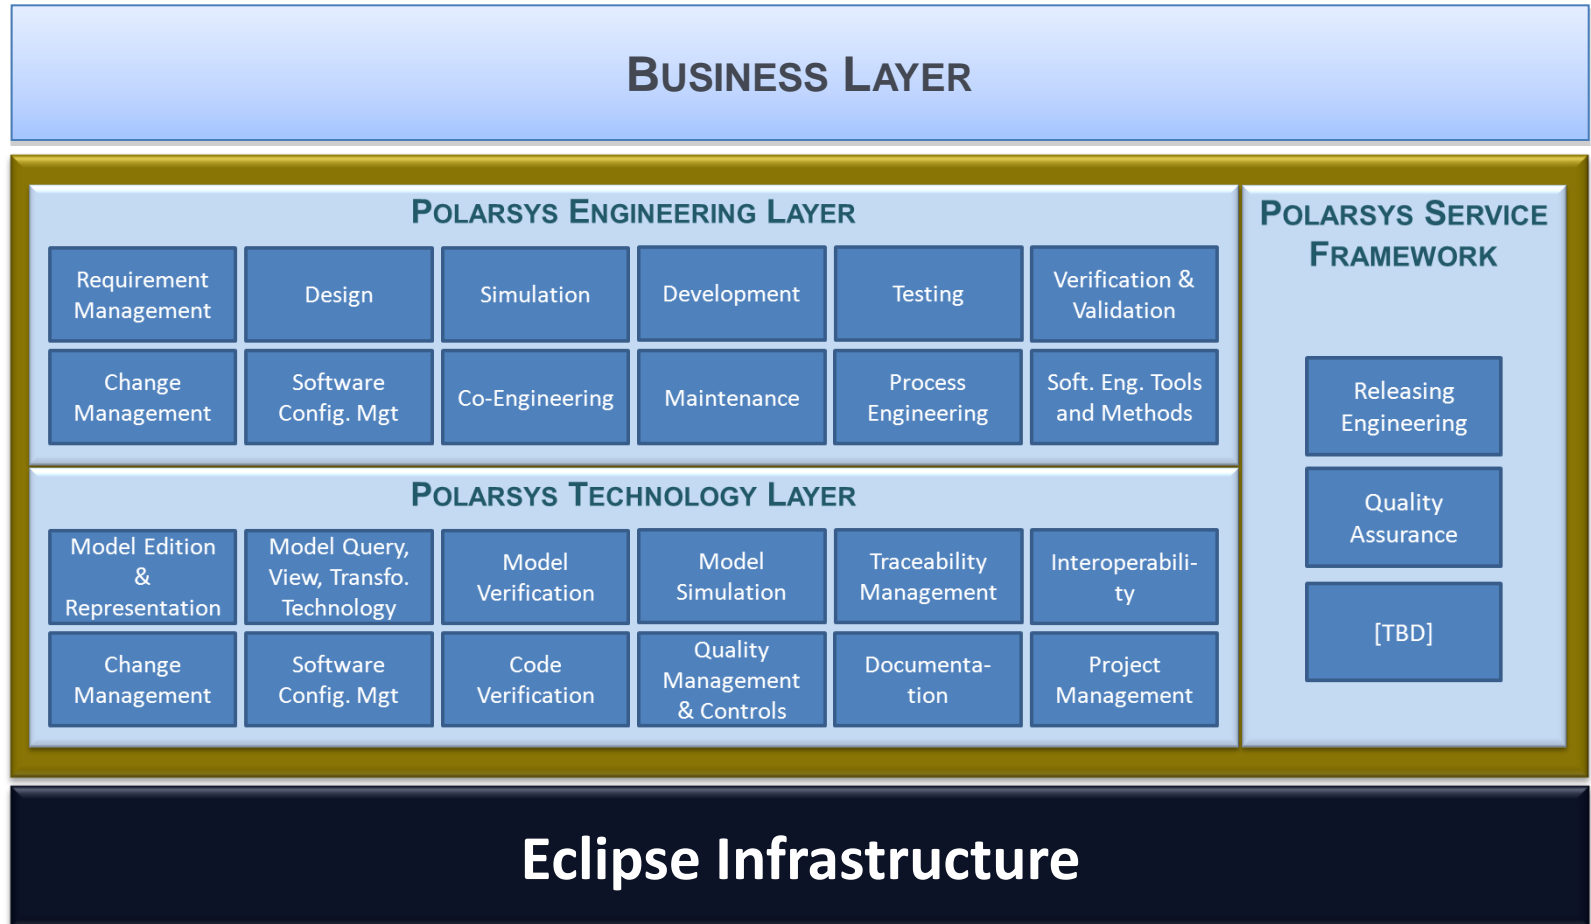 BUSINESS LAYER
POLARSYS ENGINEERING LAYER
Requirement
Management
Design
Simulation
Development
Testing
Verification &
Validation
Change
Management
Software
Config. Mgt
Co-Engineering
Maintenance
Process
Engineering
Soft. Eng. Tools
and Methods
POLARSYS TECHNOLOGY LAYER
Model Edition
&
Representation
Model Query,
View, Transfo.
Technology
Model
Verification
Model
Simulation
Traceability
Management
Interoperabili-
ty
Change
Management
Software
Config. Mgt
Code
Verification
Quality
Management
& Controls
Documenta-
tion
Project
Management
POLARSYS SERVICE
FRAMEWORK
Releasing
Engineering
Quality
Assurance
[TBD]
Eclipse Infrastructure